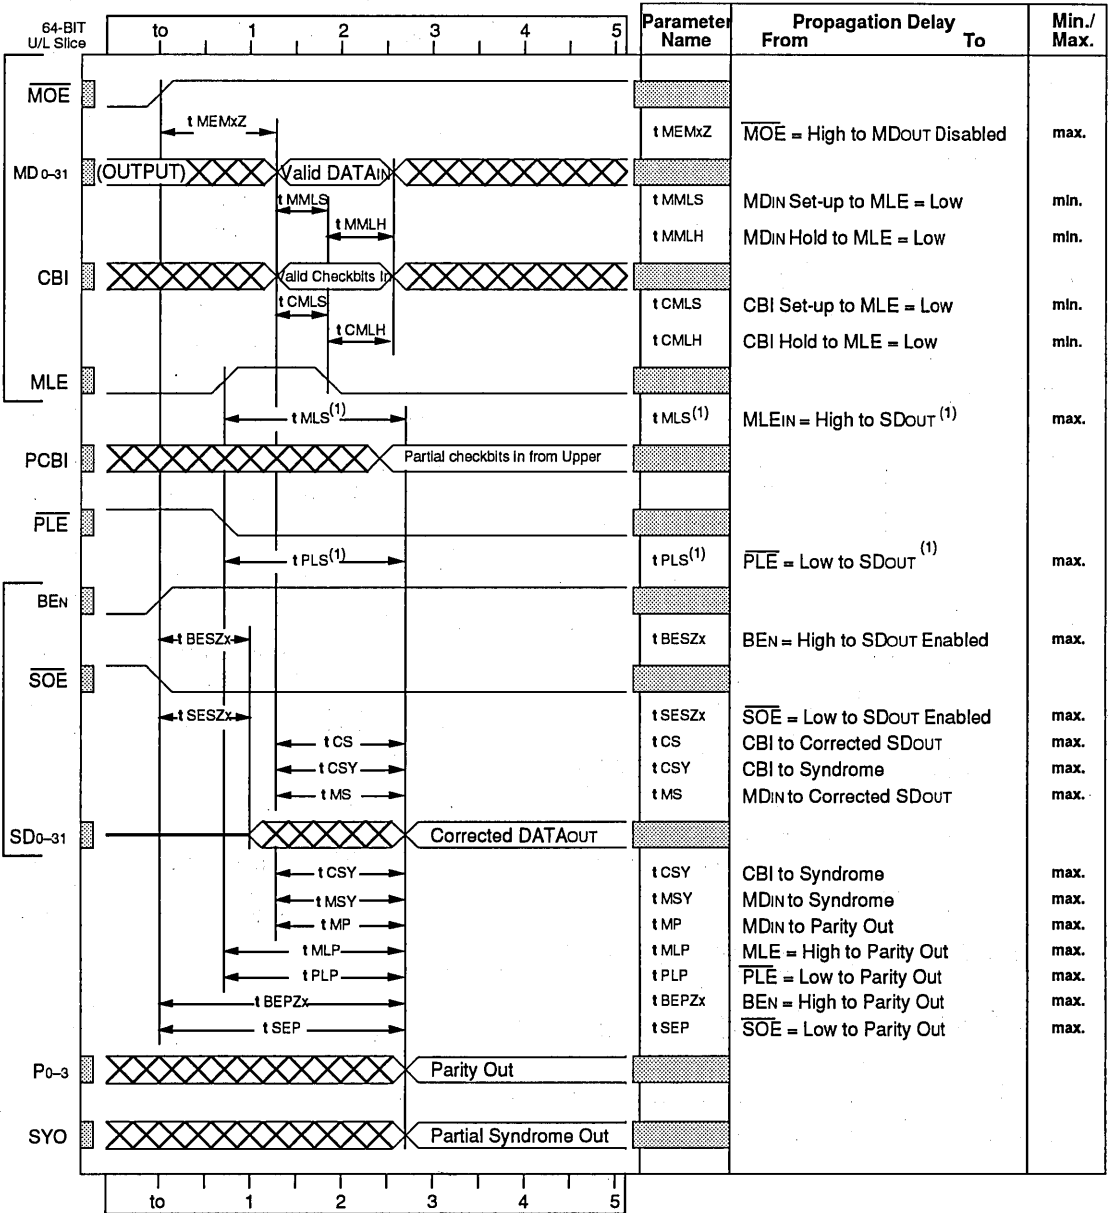 64-BIT
U/L Slice
to 1 2 3 4 5
Parameter Name
Propagation Delay
From To
Min./ Max.
MOE
t MEMxZ
t MEMxZ MOE = High to MDOUT Disabled max.
MD0–31
(OUTPUT)
Valid DATAIN
t MMLS
t MMLS MDIN Set-up to MLE = Low min.
t MMLH
t MMLH MDIN Hold to MLE = Low min.
CBI
Valid Checkbits In
t CMLS
t CMLS CBI Set-up to MLE = Low min.
t CMLH
t CMLH CBI Hold to MLE = Low min.
MLE
t MLS(1)
t MLS(1) MLEIN = High to SDOUT (1) max.
PCBI
Partial checkbits in from Upper
PLE
t PLS(1)
t PLS(1) PLE = Low to SDOUT (1) max.
BEN
t BESZx
t BESZx BEN = High to SDOUT Enabled max.
SOE
t SESZx
t SESZx SOE = Low to SDOUT Enabled max.
t CS
t CS CBI to Corrected SDOUT max.
t CSY
t CSY CBI to Syndrome max.
t MS
t MS MDIN to Corrected SDOUT max.
SD0–31
Corrected DATAOUT
t CSY
t CSY CBI to Syndrome max.
t MSY
t MSY MDIN to Syndrome max.
t MP
t MP MDIN to Parity Out max.
t MLP
t MLP MLE = High to Parity Out max.
t PLP
t PLP PLE = Low to Parity Out max.
t BEPZx
t BEPZx BEN = High to Parity Out max.
t SEP
t SEP SOE = Low to Parity Out max.
P0–3
Parity Out
SYO
Partial Syndrome Out
to 1 2 3 4 5